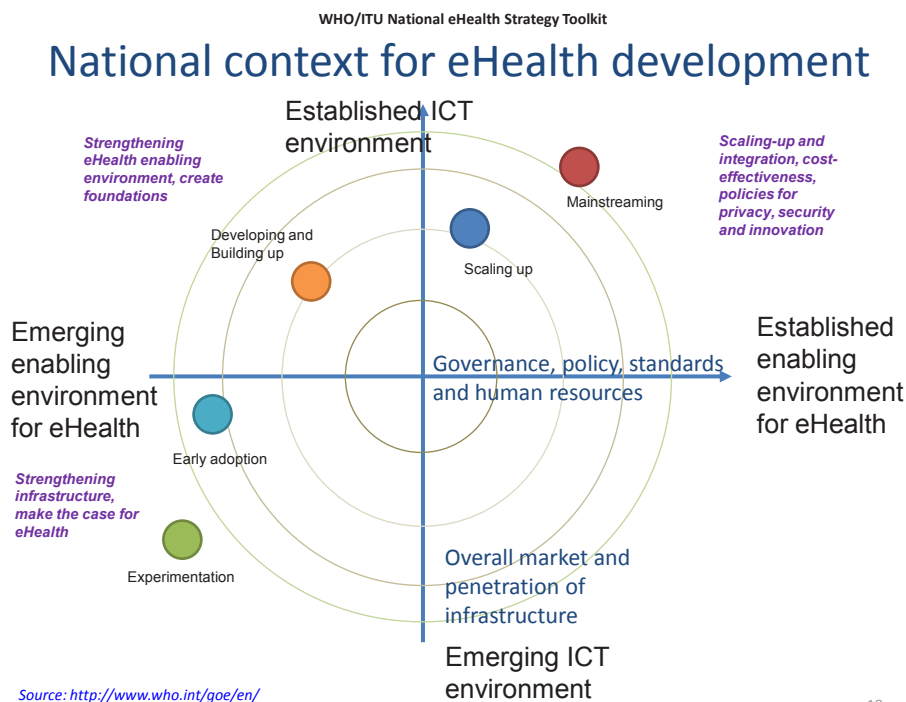 WHO/ITU National eHealth Strategy Toolkit
National context for eHealth development
Established ICT
environment
Strengthening
eHealth enabling
environment, create
foundations
Scaling-up and
integration, cost-
effectiveness,
policies for
privacy, security
and innovation
Mainstreaming
Developing and
Building up
Scaling up
Emerging
enabling
environment
for eHealth
Governance, policy, standards
and human resources
Established
enabling
environment
for eHealth
Early adoption
Strengthening
infrastructure,
make the case for
eHealth
Experimentation
Overall market and
penetration of
infrastructure
Emerging ICT
environment
Source: http://www.who.int/goe/en/